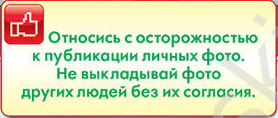 Относись с осторожностью
к публикации личных фото.
Не выкладывай фото
других людей без их согласия.